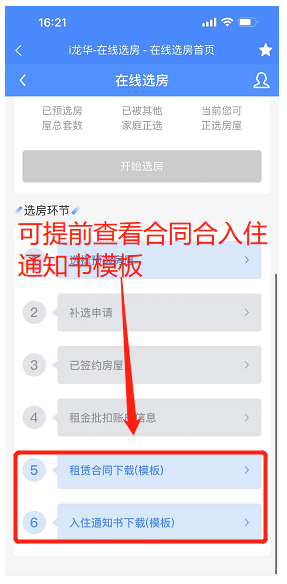 16:21
i龙华-在线选房 - 在线选房首页
在线选房
已预选房
屋总套数
已被其他
家庭正选
当前您可
正选房屋
开始选房
选房环节
可提前查看合同合入住
通知书模板
2 补选申请
3 已签约房屋
4 租金批扣账户信息
5 租赁合同下载(模板)
6 入住通知书下载(模板)